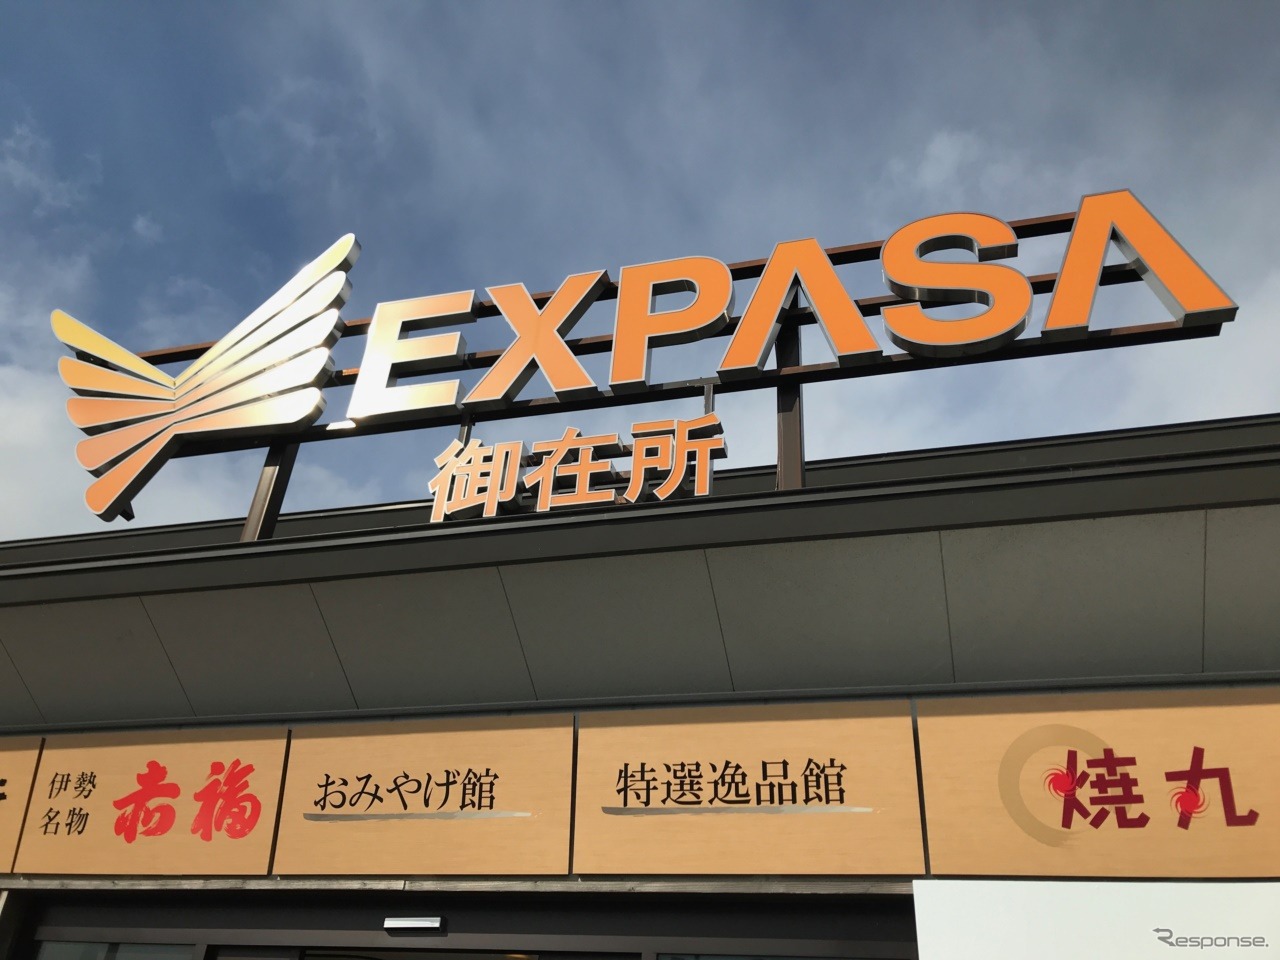 EXPASA
御在所
伊勢
名物
赤福
おみやげ館
特選逸品館
焼丸
Response.